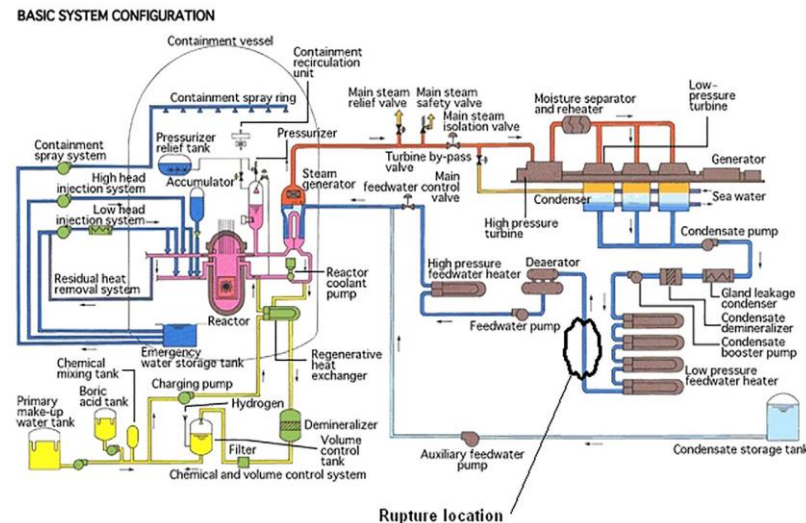 BASIC SYSTEM CONFIGURATION
Containment vessel
Containment
recirculation
unit
Containment spray ring
Pressurizer
relief tank
Pressurizer
Containment
spray system
High head
injection system
Accumulator
Low head
injection system
Steam
generator
Residual heat
removal system
Reactor
Reactor
coolant
pump
Emergency
water storage
tank
Regenerative
heat
exchanger
Main steam
relief valve
Main steam
safety valve
Main steam
isolation valve
Turbine by-pass
valve
Main
feedwater control
valve
Moisture separator
and reheater
Low-
pressure
turbine
Generator
Condenser
Sea water
High pressure
turbine
Condensate pump
Deaerator
High pressure
feedwater heater
Feedwater pump
Gland leakage
condenser
Condensate
demineralizer
Condensate
booster pump
Low pressure
feedwater heater
Chemical
mixing tank
Boric
acid tank
Primary
make-up
water tank
Charging pump
Hydrogen
Demineralizer
Volume
control
tank
Filter
Chemical and volume control system
Auxiliary feedwater
pump
Condensate storage
tank
Rupture location